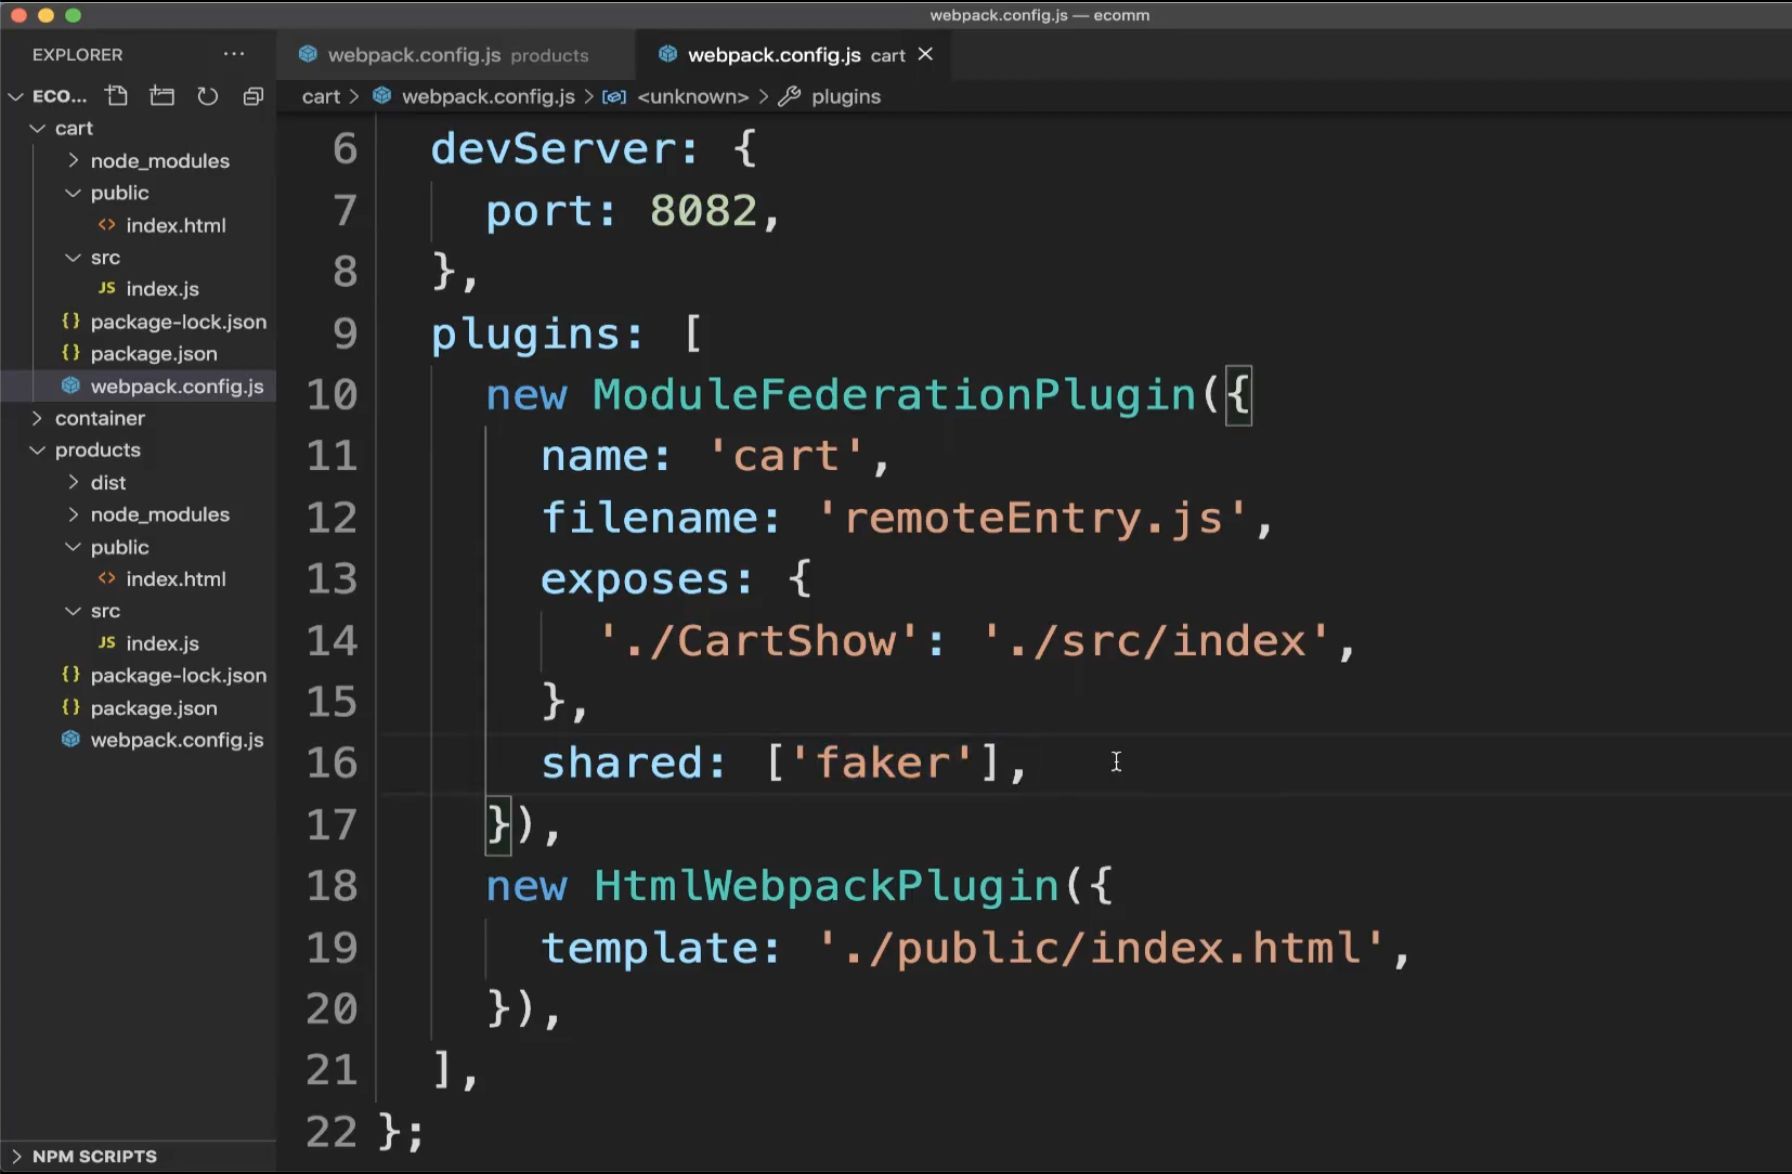 webpack.config.js — ecomm
EXPLORER ...
ECO...
cart
node_modules
public
<> index.html
src
JS index.js
{} package-lock.json
{} package.json
webpack.config.js
container
products
dist
node_modules
public
<> index.html
src
JS index.js
{} package-lock.json
{} package.json
webpack.config.js
NPM SCRIPTS
webpack.config.js products
webpack.config.js cart ×
cart > webpack.config.js > <unknown> > plugins
6 devServer: {
7 port: 8082,
8 },
9 plugins: [
10 new ModuleFederationPlugin({
11 name: 'cart',
12 filename: 'remoteEntry.js',
13 exposes: {
14 './CartShow': './src/index',
15 },
16 shared: ['faker'],
17 }),
18 new HtmlWebpackPlugin({
19 template: './public/index.html',
20 }),
21 ],
22 };